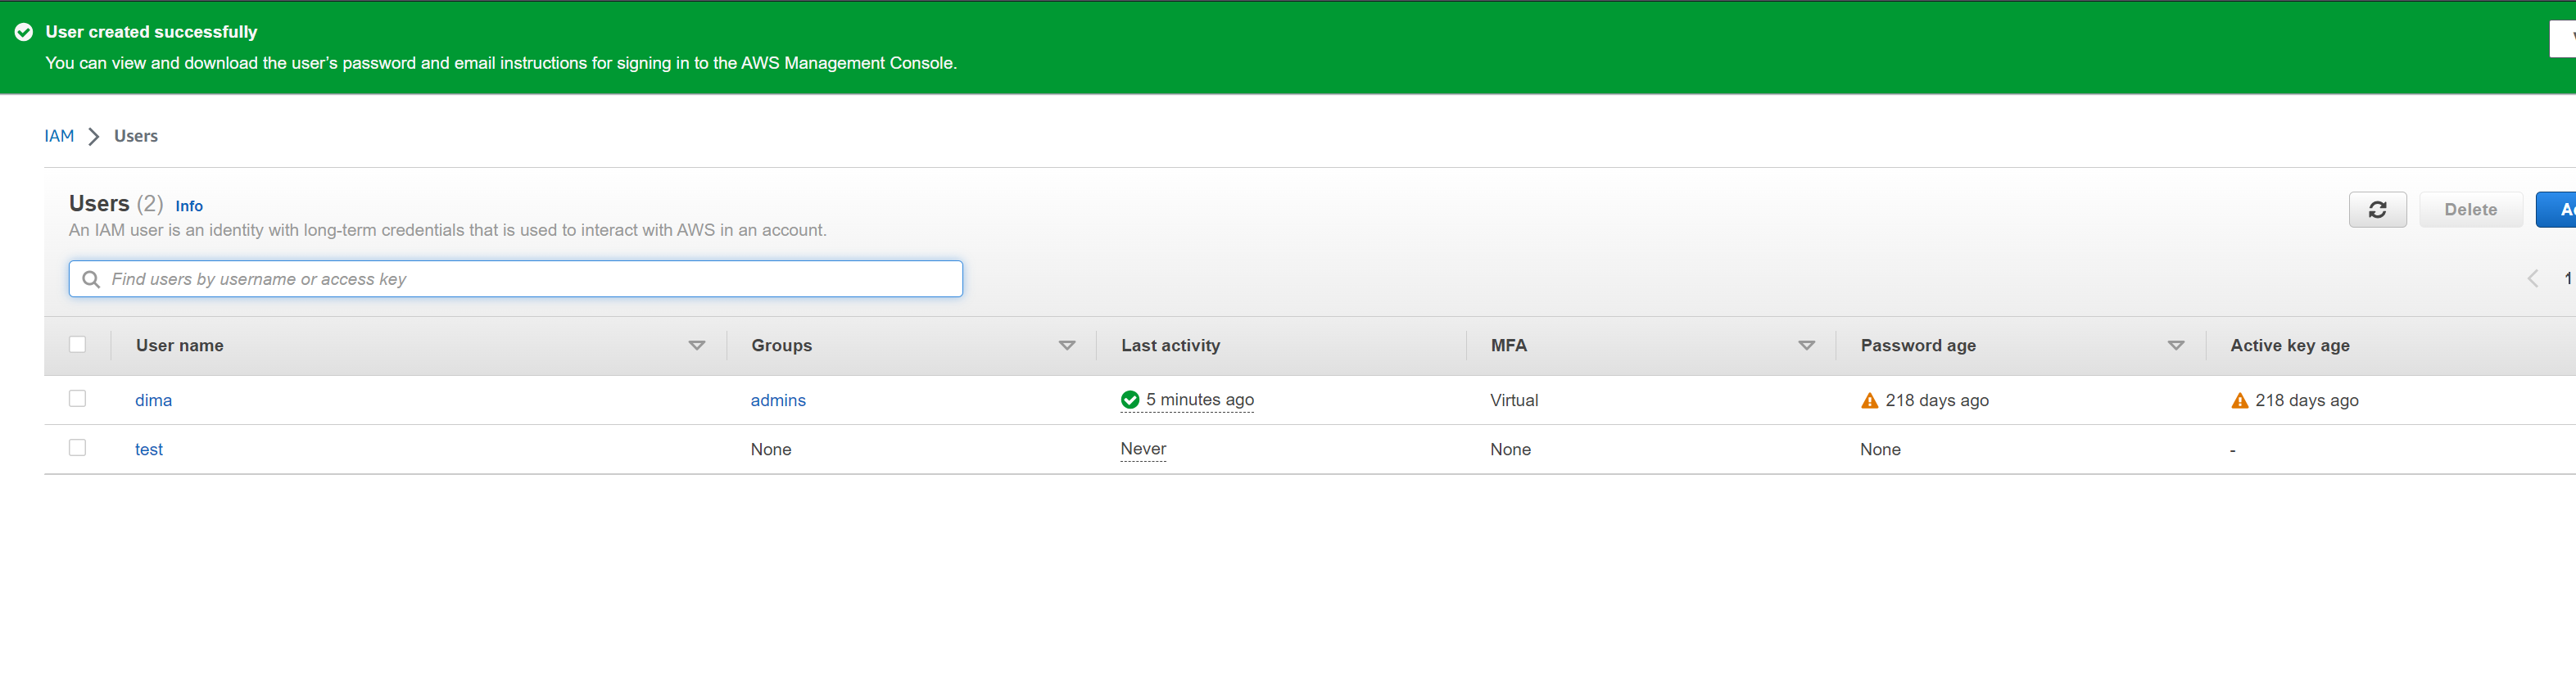 User created successfully
You can view and download the user’s password and email instructions for signing in to the AWS Management Console.
IAM Users
Users (2) Info
An IAM user is an identity with long-term credentials that is used to interact with AWS in an account.
Delete
Find users by username or access key
1
User name Groups Last activity MFA Password age Active key age
dima admins 5 minutes ago Virtual 218 days ago 218 days ago
test None Never None None -